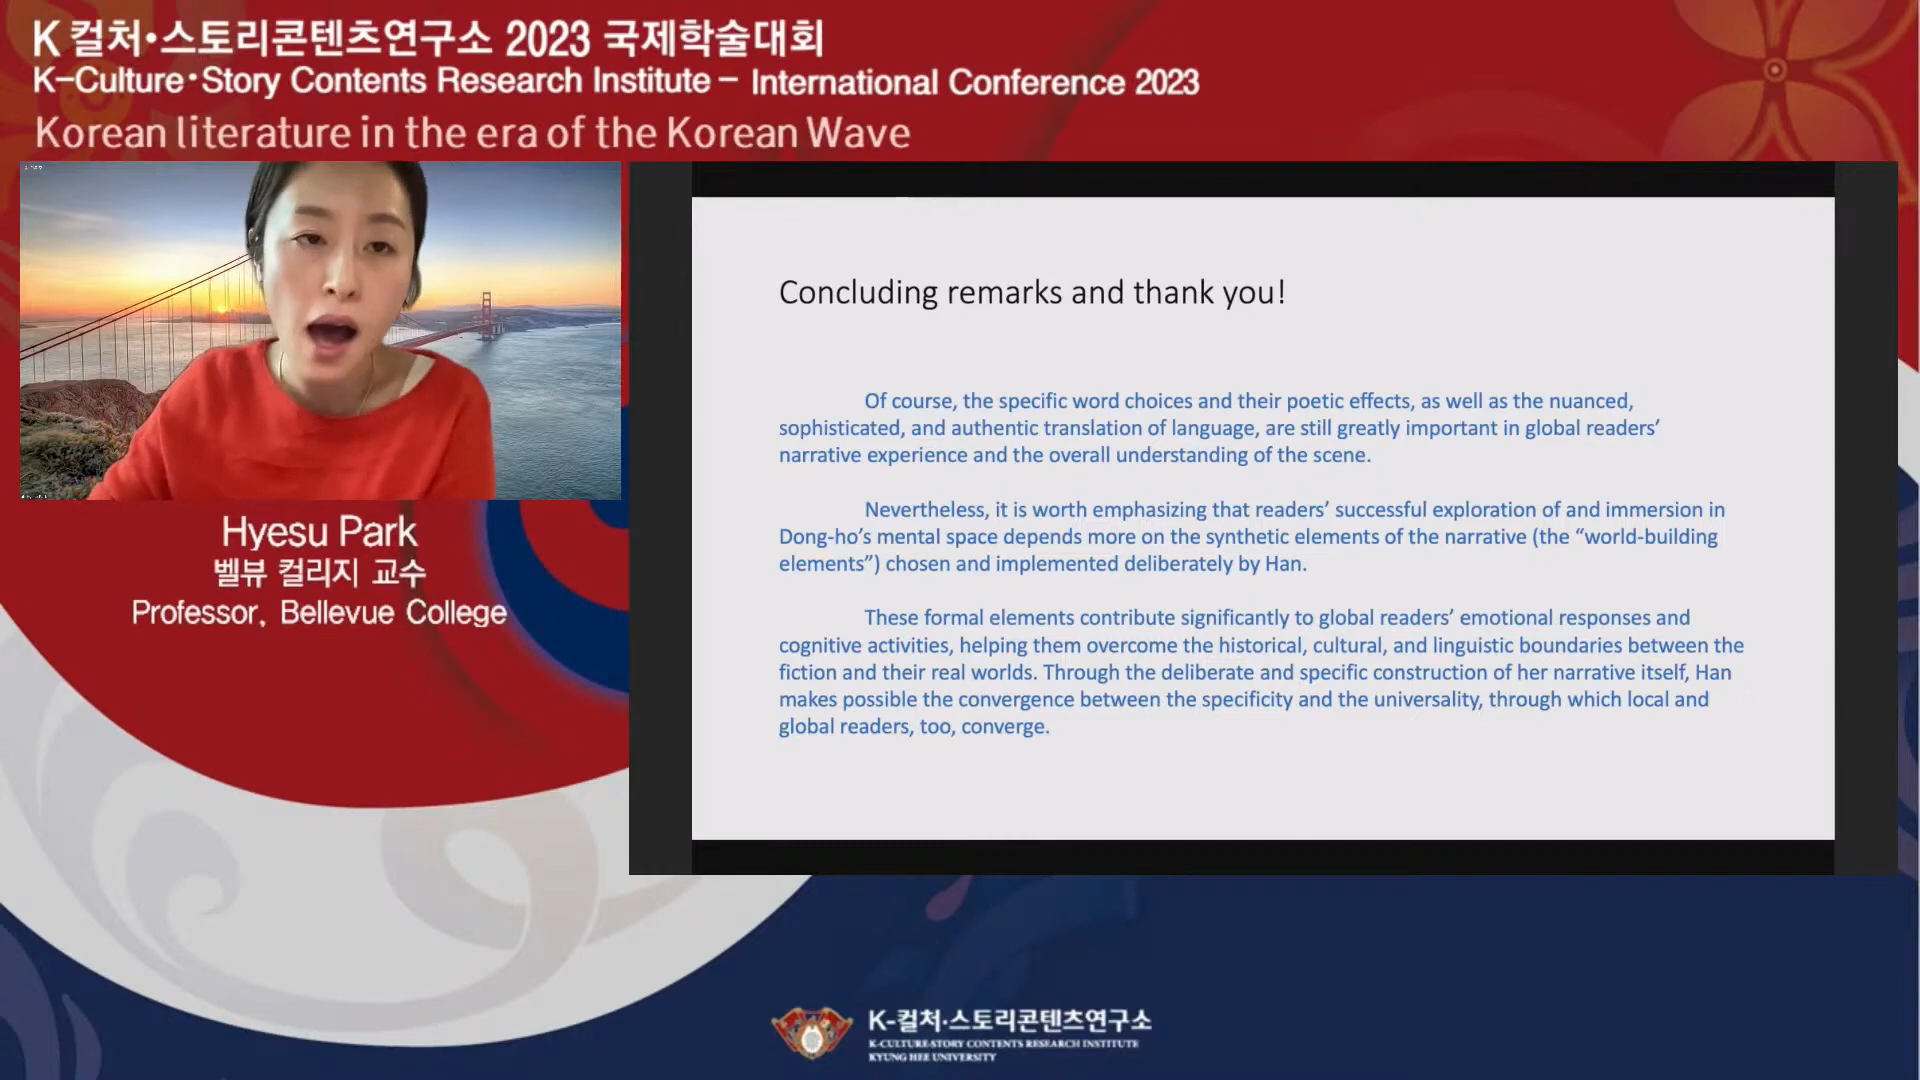 K 컬처•스토리콘텐츠연구소 2023 국제학술대회
K-Culture•Story Contents Research Institute - International Conference 2023
Korean literature in the era of the Korean Wave
Hyesu Park
벨뷰 컬리지 교수
Professor, Bellevue College
Concluding remarks and thank you!
Of course, the specific word choices and their poetic effects, as well as the nuanced,
sophisticated, and authentic translation of language, are still greatly important in global readers’
narrative experience and the overall understanding of the scene.
Nevertheless, it is worth emphasizing that readers’ successful exploration of and immersion in
Dong-ho’s mental space depends more on the synthetic elements of the narrative (the “world-building
elements”) chosen and implemented deliberately by Han.
These formal elements contribute significantly to global readers’ emotional responses and
cognitive activities, helping them overcome the historical, cultural, and linguistic boundaries between the
fiction and their real worlds. Through the deliberate and specific construction of her narrative itself, Han
makes possible the convergence between the specificity and the universality, through which local and
global readers, too, converge.
K-컬처•스토리콘텐츠연구소
K-CULTURE•STORY CONTENTS RESEARCH INSTITUTE
KYUNG HEE UNIVERSITY